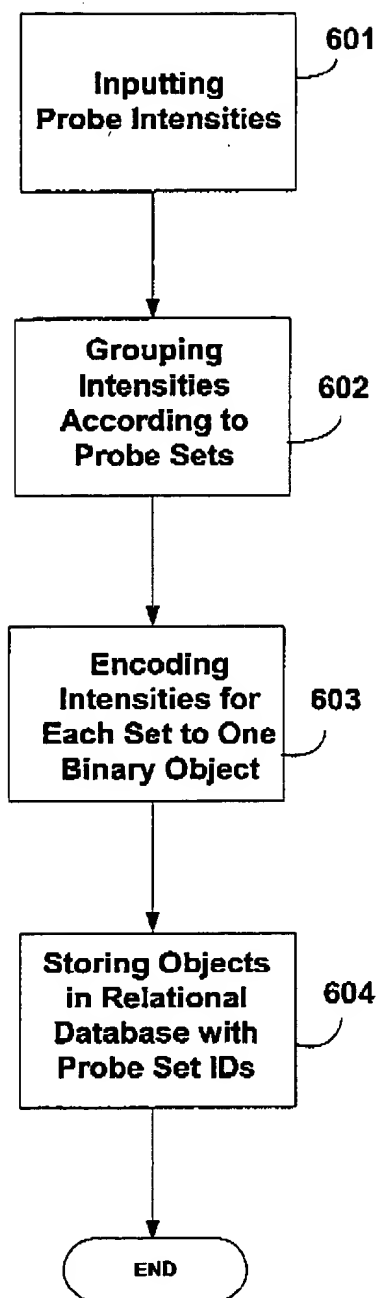 601
Inputting
Probe Intensities
Grouping
Intensities
According to
Probe Sets
602
Encoding
Intensities for
Each Set to One
Binary Object
603
Storing Objects
in Relational
Database with
Probe Set IDs
604
END